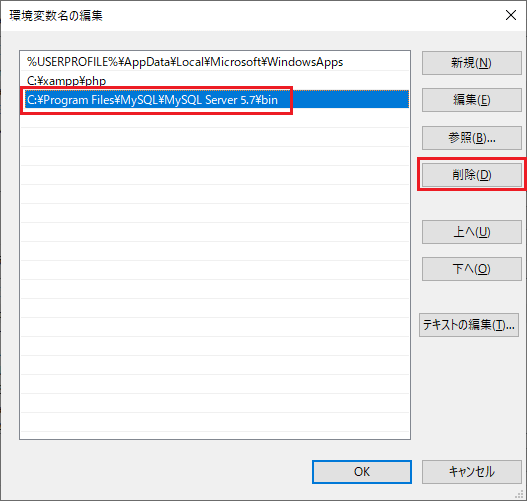 環境変数名の編集
%USERPROFILE%¥AppData¥Local¥Microsoft¥WindowsApps
C:¥xampp¥php
C:¥Program Files¥MySQL¥MySQL Server 5.7¥bin
新規(N)
編集(E)
参照(B)...
削除(D)
上へ(U)
下へ(O)
テキストの編集(T)...
OK
キャンセル